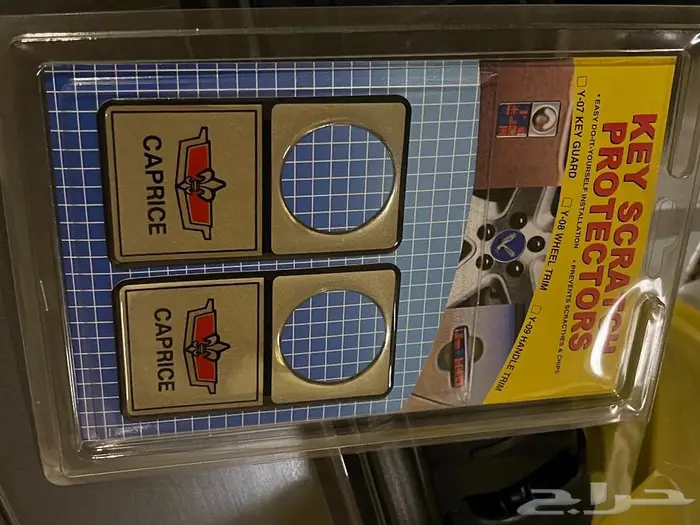 KEY SCRATCH
PROTECTORS
• EASY DO-IT-YOURSELF INSTALLATION • PREVENTS SCRACTHES & CHIPS
□ Y-07 KEY GUARD
□ Y-08 WHEEL TRIM
□ Y-09 HANDLE TRIM
CAPRICE
CAPRICE
حراج